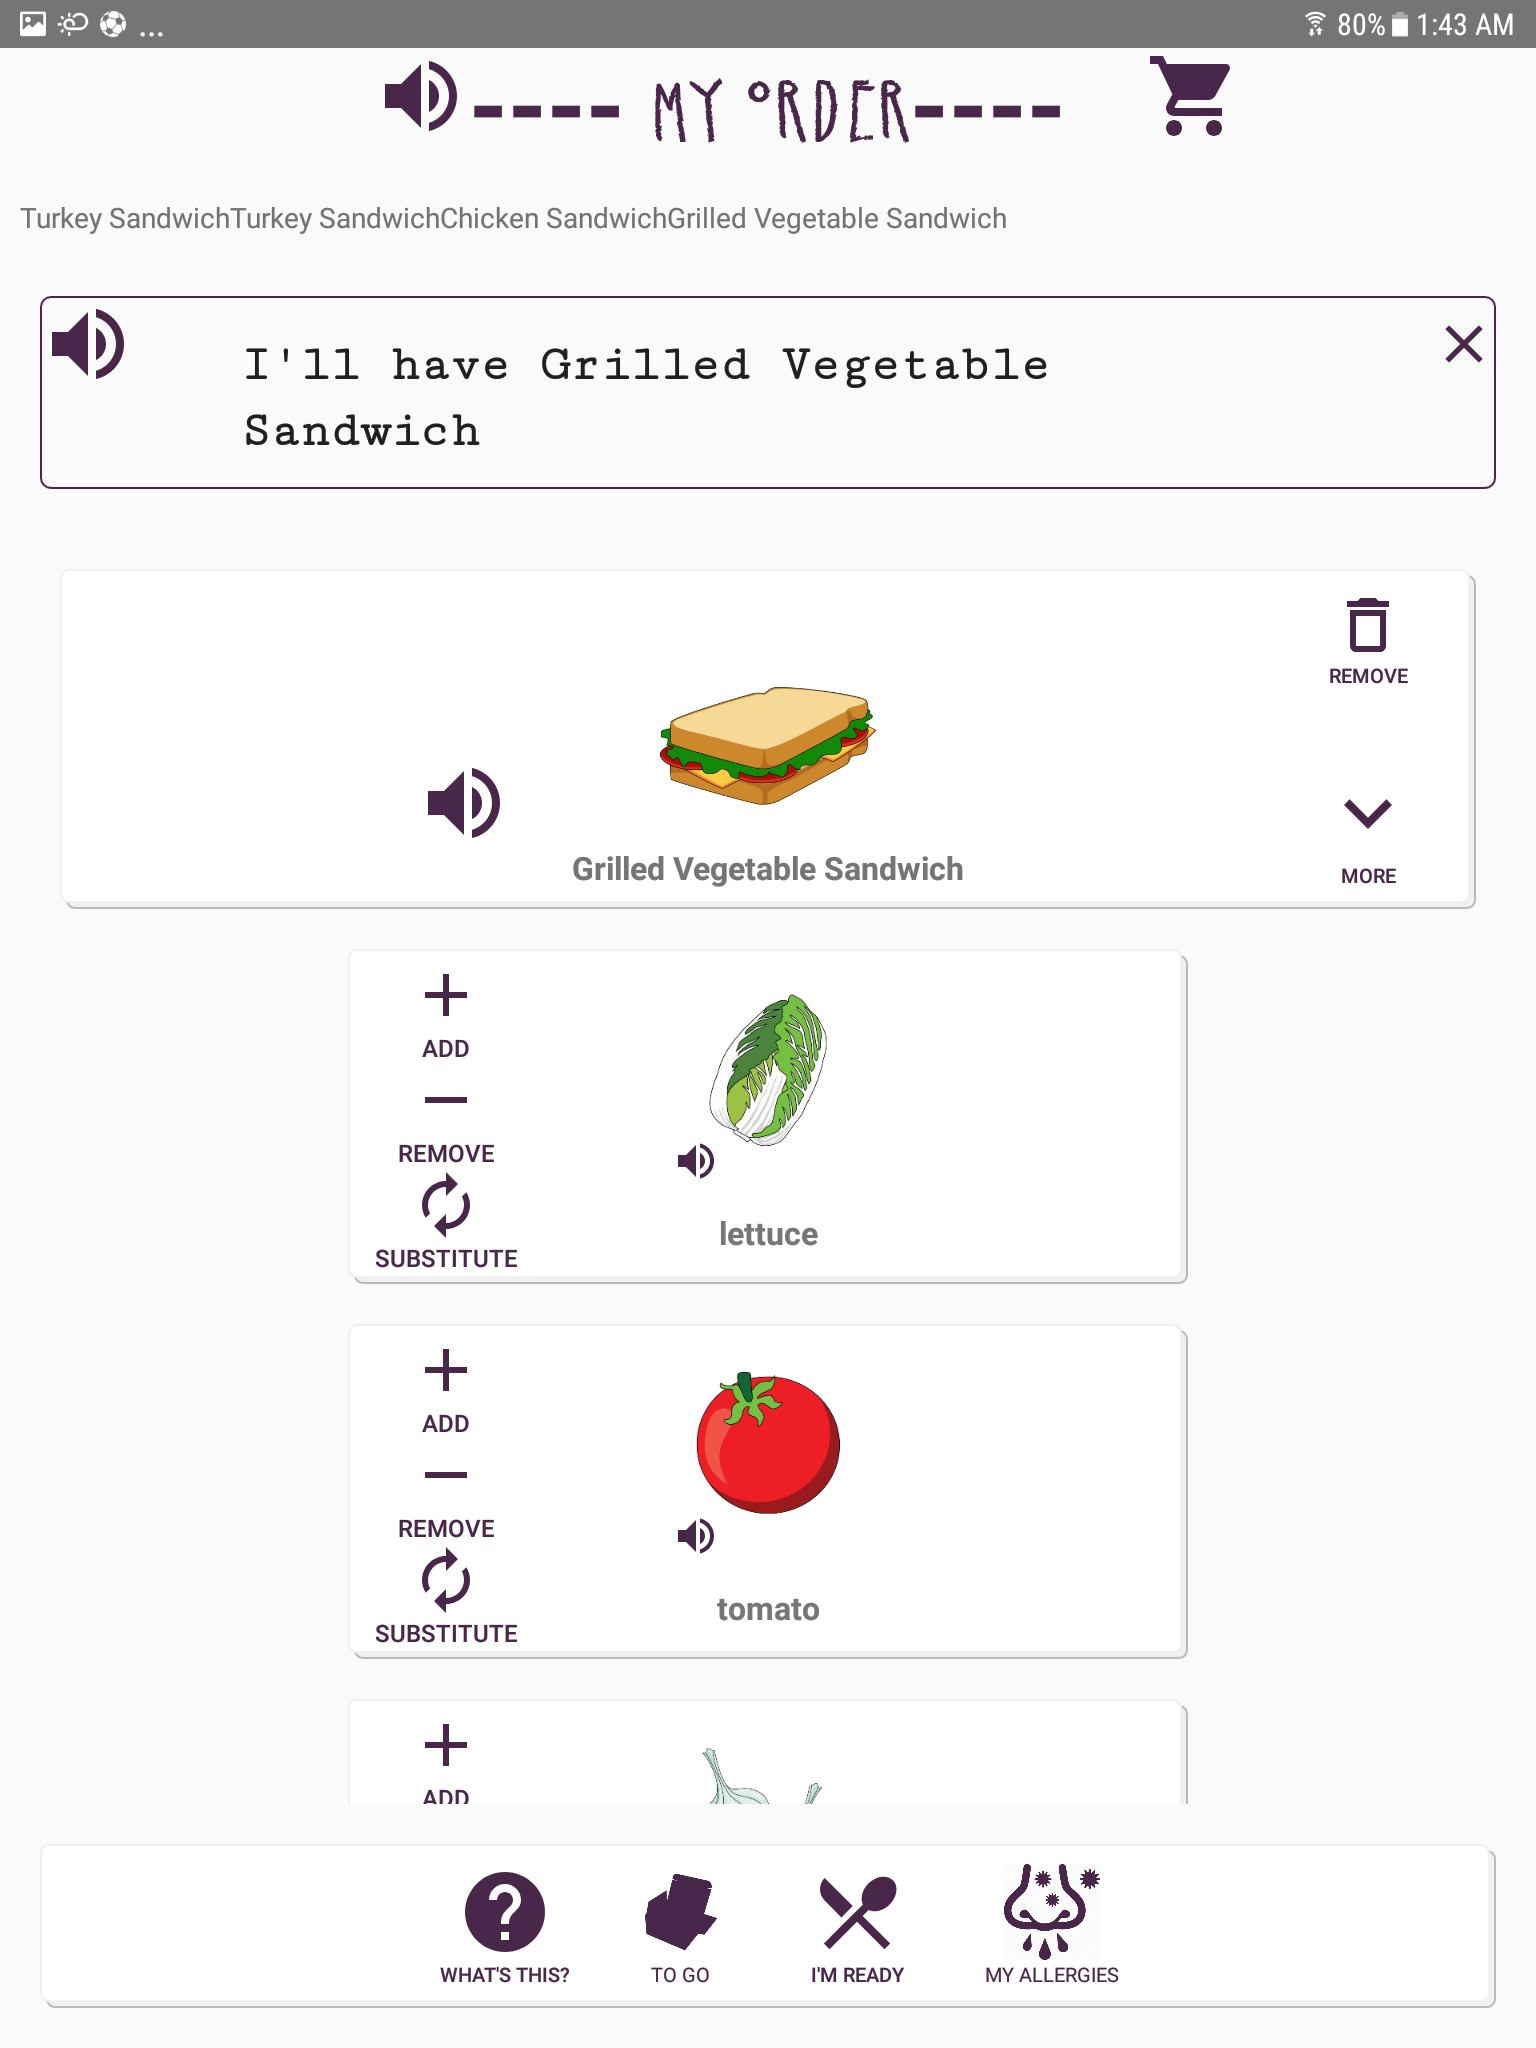 ... 80% 1:43 AM
---- MY ORDER----
Turkey SandwichTurkey SandwichChicken SandwichGrilled Vegetable Sandwich
I'll have Grilled Vegetable
Sandwich
REMOVE
Grilled Vegetable Sandwich
MORE
ADD
REMOVE
SUBSTITUTE
lettuce
ADD
REMOVE
SUBSTITUTE
tomato
ADD
WHAT'S THIS? TO GO I'M READY MY ALLERGIES